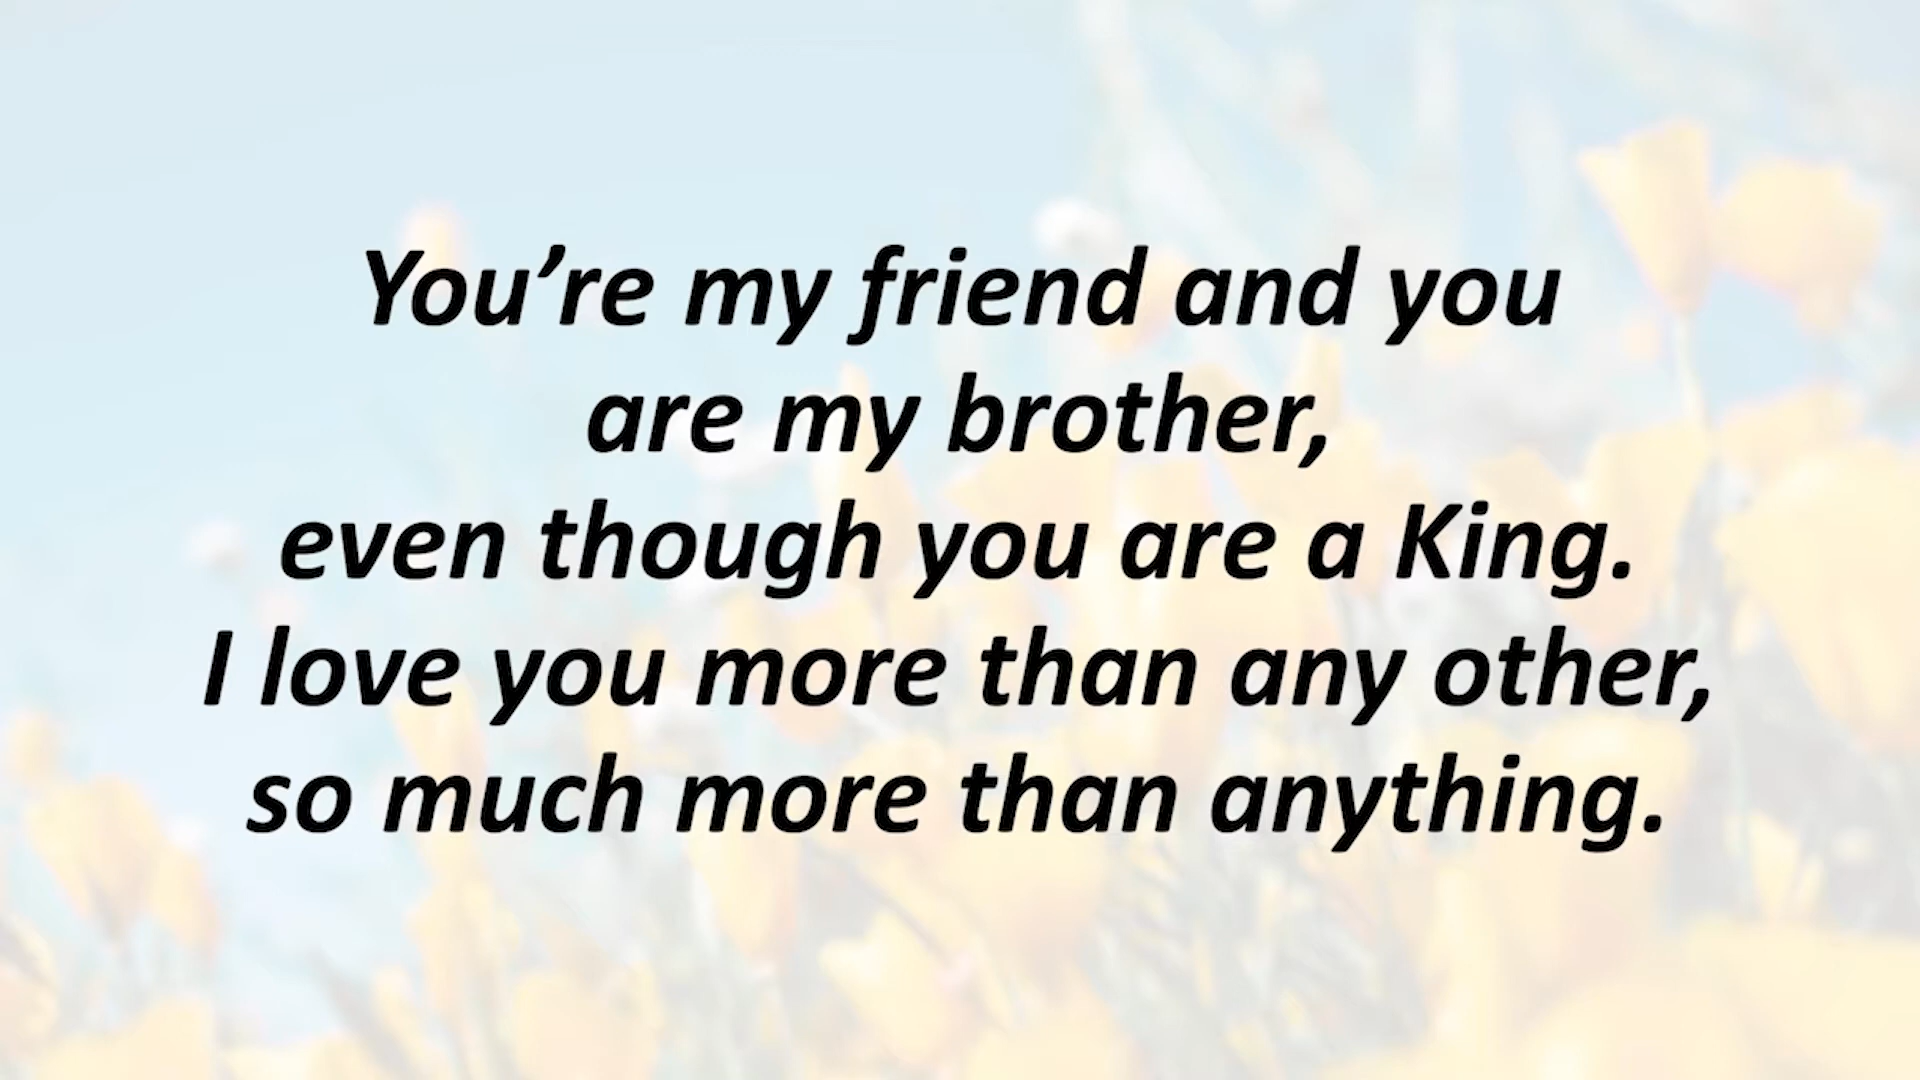 You’re my friend and you
are my brother,
even though you are a King.
I love you more than any other,
so much more than anything.